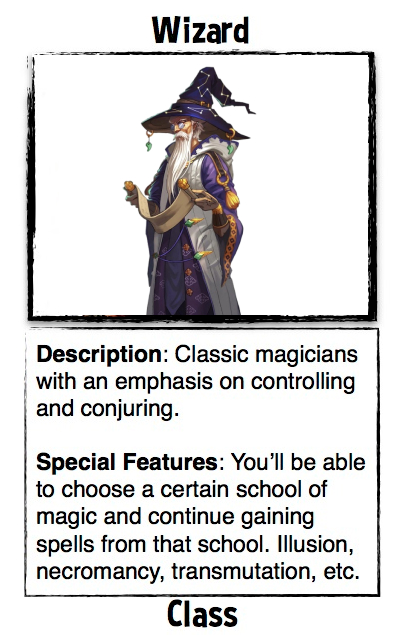 Wizard
Description: Classic magicians
with an emphasis on controlling
and conjuring.
Special Features: You’ll be able
to choose a certain school of
magic and continue gaining
spells from that school. Illusion,
necromancy, transmutation, etc.
Class